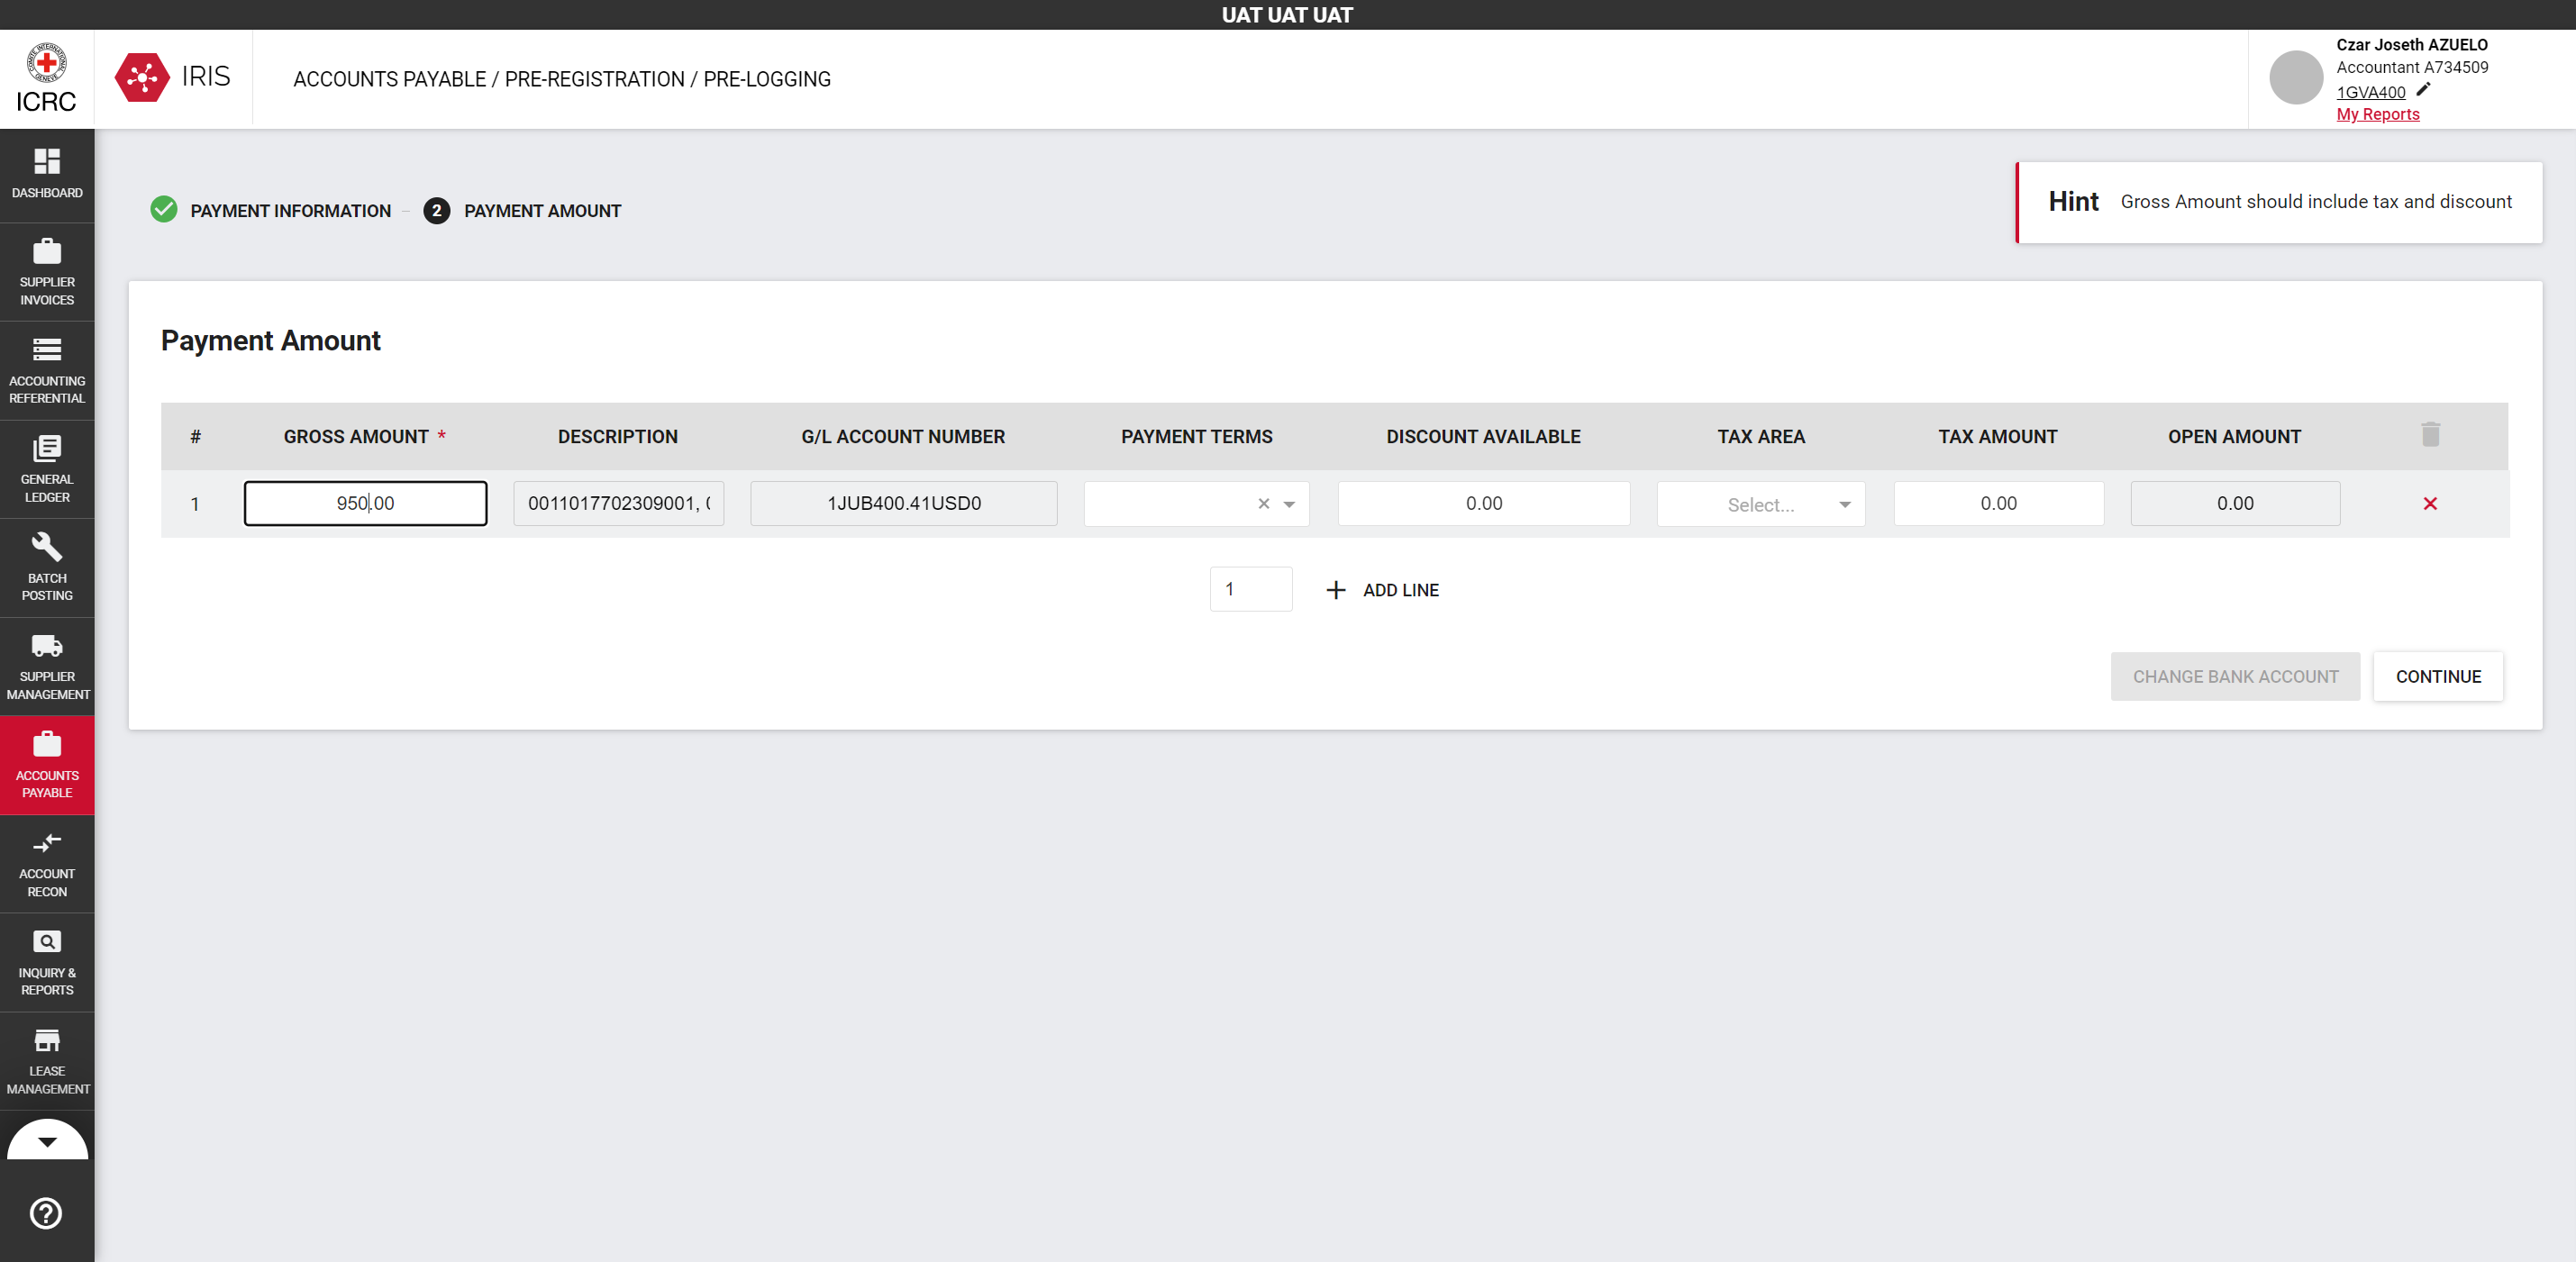 UAT UAT UAT
ICRC
IRIS
ACCOUNTS PAYABLE / PRE-REGISTRATION / PRE-LOGGING
Czar Joseth AZUELO
Accountant A734509
1GVA400
My Reports
DASHBOARD
SUPPLIER
INVOICES
ACCOUNTING
REFERENTIAL
GENERAL
LEDGER
BATCH
POSTING
SUPPLIER
MANAGEMENT
ACCOUNTS
PAYABLE
ACCOUNT
RECON
INQUIRY &
REPORTS
LEASE
MANAGEMENT
PAYMENT INFORMATION
2 PAYMENT AMOUNT
Hint Gross Amount should include tax and discount
Payment Amount
# GROSS AMOUNT * DESCRIPTION G/L ACCOUNT NUMBER PAYMENT TERMS DISCOUNT AVAILABLE TAX AREA TAX AMOUNT OPEN AMOUNT
1 950.00 0011017702309001, 1JUB400.41USD0 0.00 Select... 0.00 0.00
1 ADD LINE
CHANGE BANK ACCOUNT CONTINUE